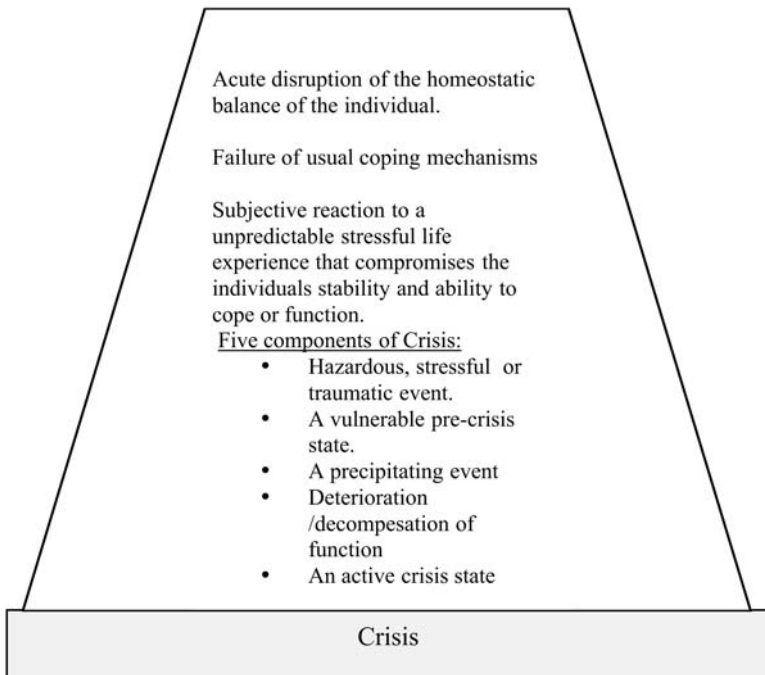 Acute disruption of the homeostatic
balance of the individual.
Failure of usual coping mechanisms
Subjective reaction to a
unpredictable stressful life
experience that compromises the
individuals stability and ability to
cope or function.
Five components of Crisis:
• Hazardous, stressful or
traumatic event.
• A vulnerable pre-crisis
state.
• A precipitating event
• Deterioration
/decompesation of
function
• An active crisis state
Crisis